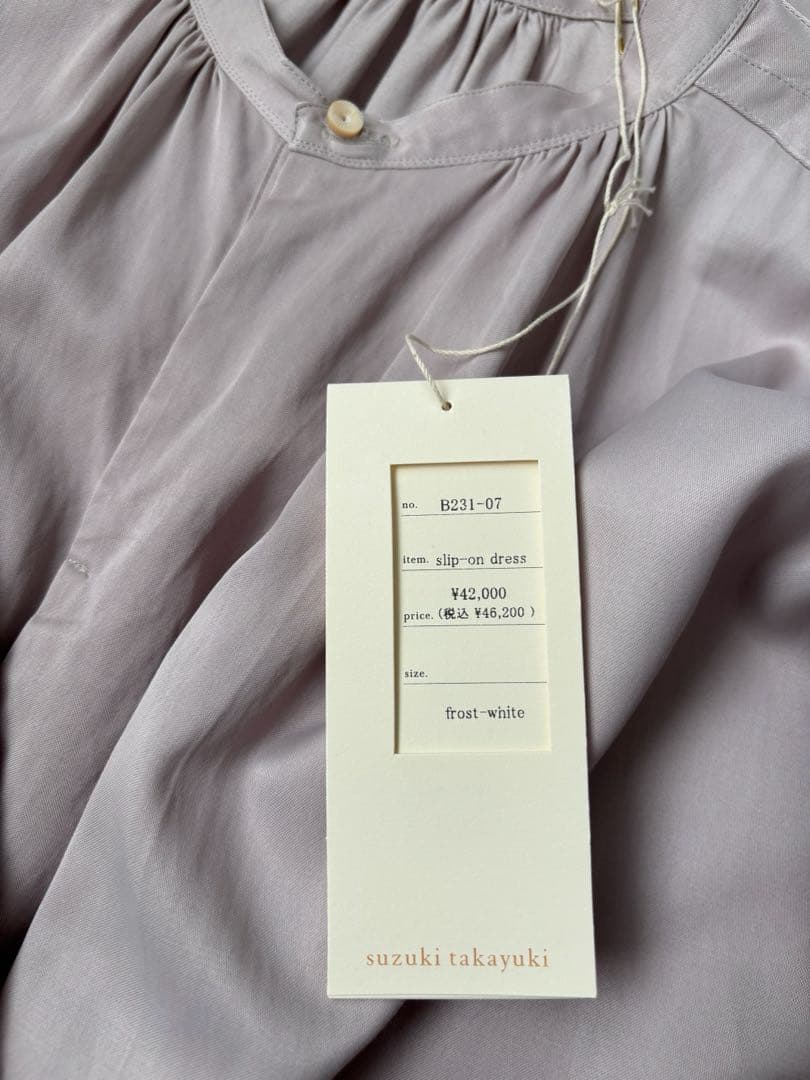 no. B231-07
item. slip-on dress
¥42,000
price. (税込 ¥46,200 )
size.
frost-white
suzuki takayuki